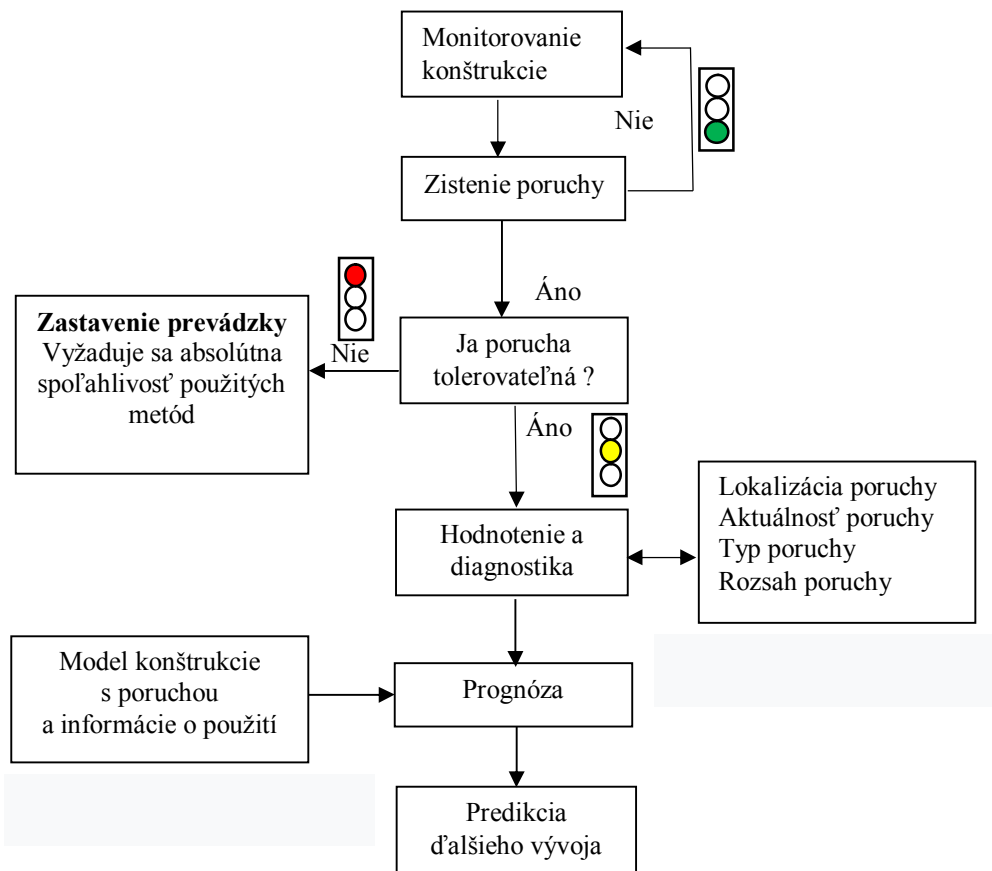 Monitorovanie
konštrukcie
Nie
Zistenie poruchy
Áno
Zastavenie prevádzky
Vyžaduje sa absolútna
spoľahlivosť použitých
metód
Nie
Ja porucha
tolerovateľná ?
Áno
Hodnotenie a
diagnostika
Lokalizácia poruchy
Aktuálnosť poruchy
Typ poruchy
Rozsah poruchy
Model konštrukcie
s poruchou
a informácie o použití
Prognóza
Predikcia
ďalšieho vývoja